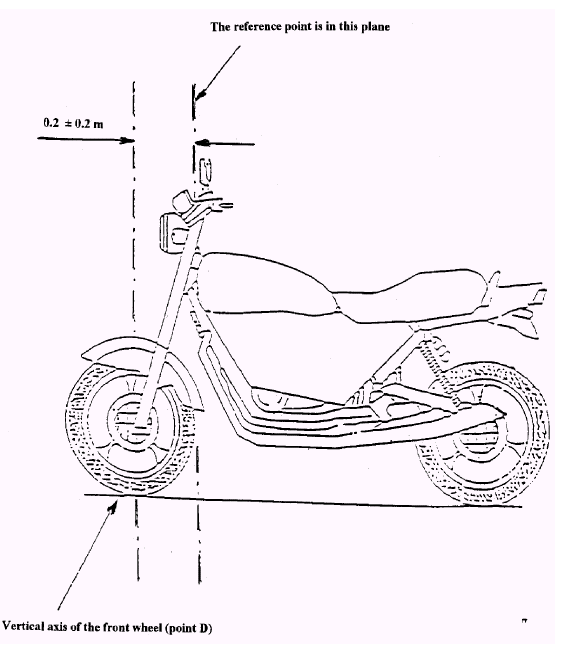 The reference point is in this plane
0.2 ± 0.2 m
Vertical axis of the front wheel (point D)